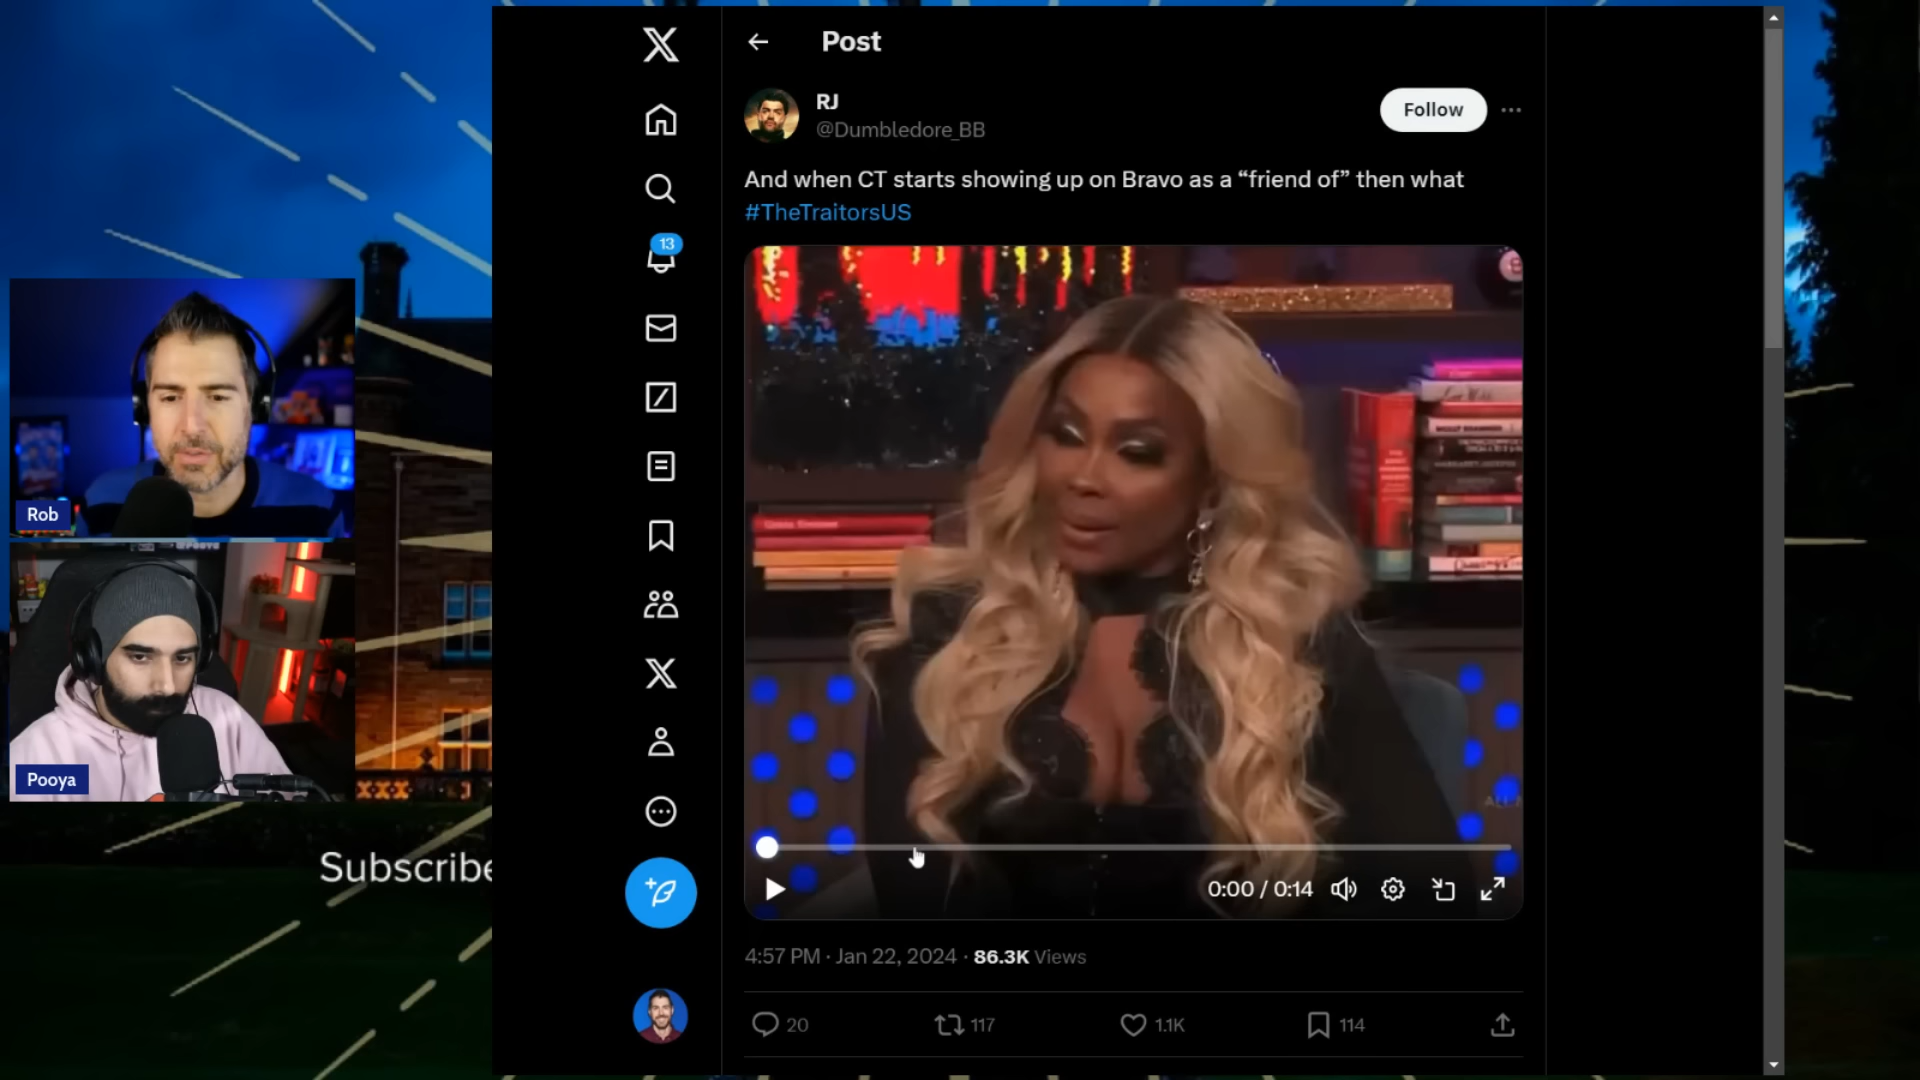 Post
RJ
@Dumbledore_BB
Follow
And when CT starts showing up on Bravo as a “friend of” then what
#TheTraitorsUS
13
Rob
Pooya
Subscribe
0:00 / 0:14
4:57 PM · Jan 22, 2024 · 86.3K Views
20
117
1.1K
114